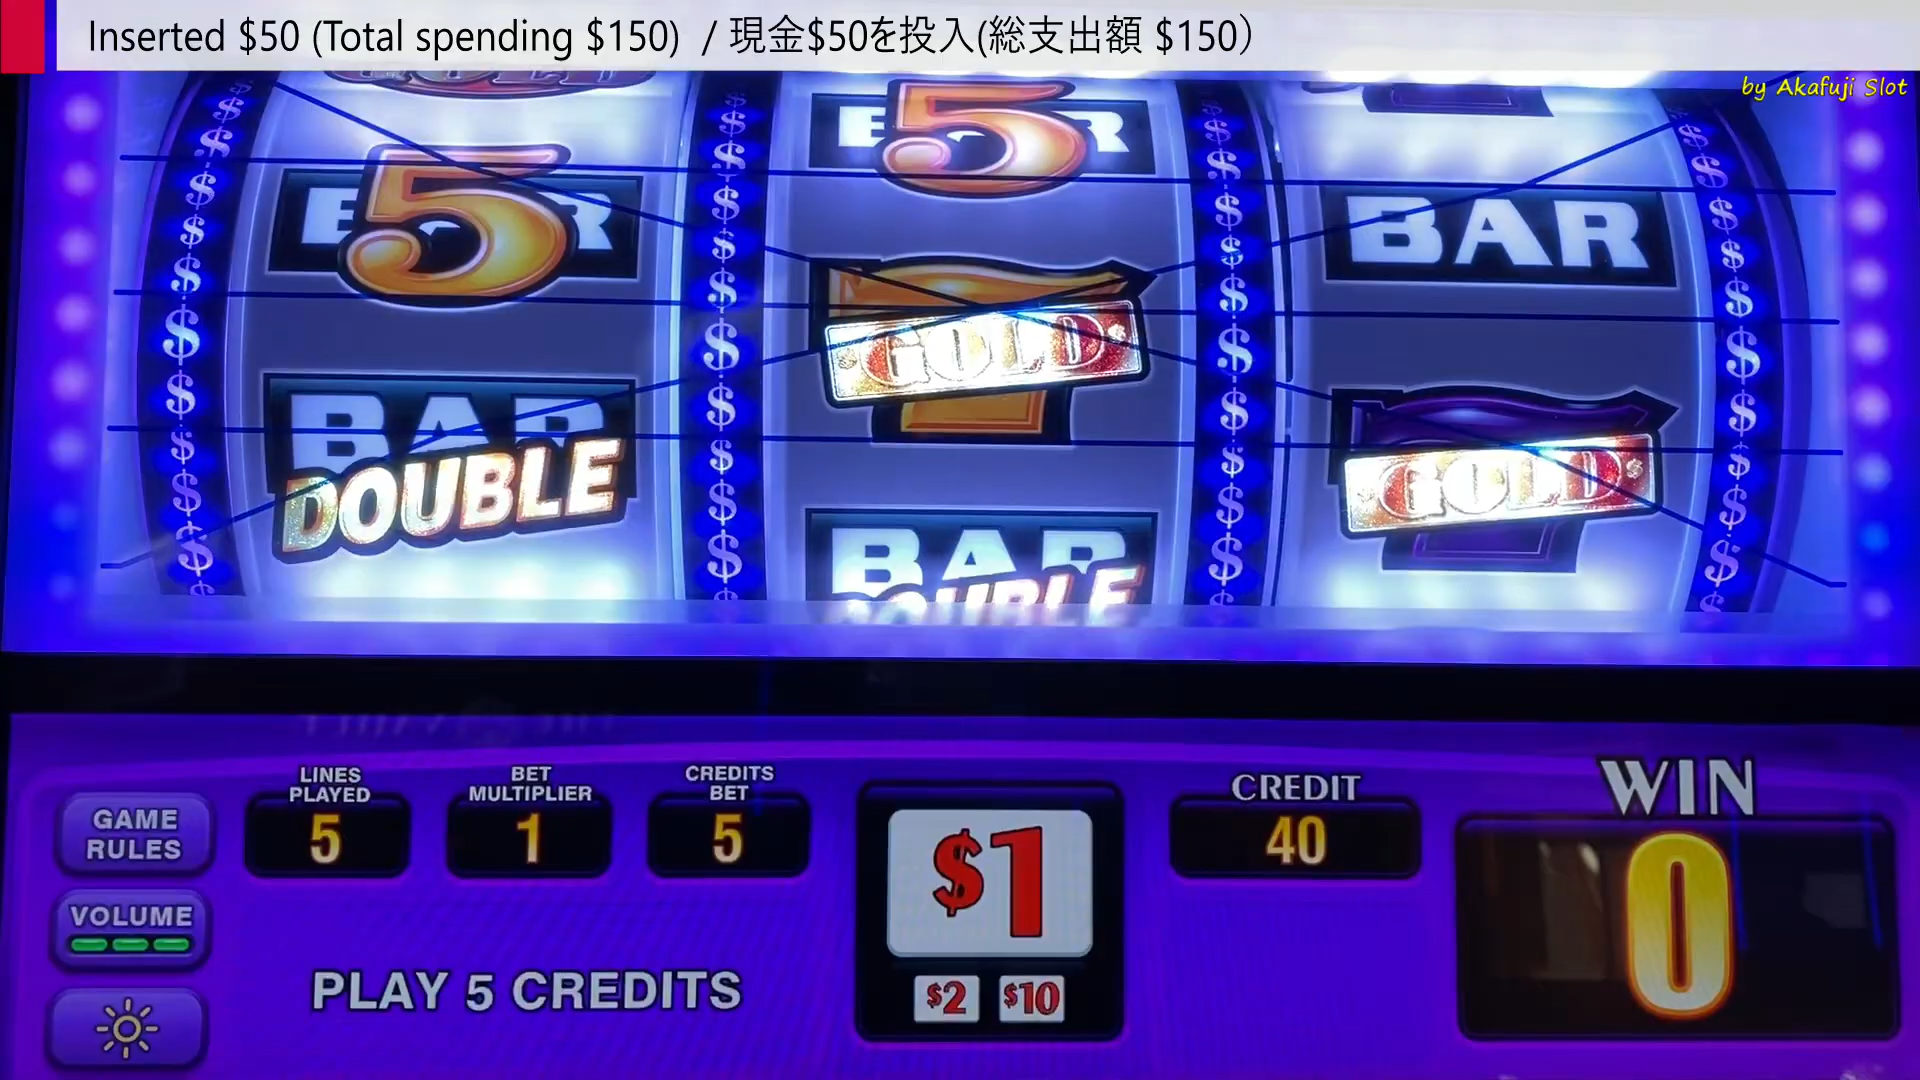 Inserted $50 (Total spending $150) / 現金$50を投入(総支出額 $150）
by Akafuji Slot
5
BAR
5
BAR
GOLD
GOLD
BAR
DOUBLE
BAR
DOUBLE
GAME
RULES
LINES
PLAYED
5
BET
MULTIPLIER
1
CREDITS
BET
5
$1
$2
$10
CREDIT
40
WIN
0
VOLUME
PLAY 5 CREDITS